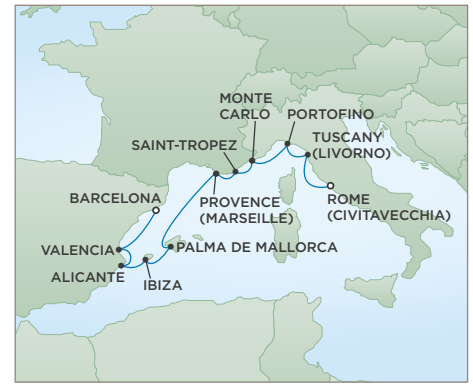 MONTE
CARLO
PORTOFINO
SAINT-TROPEZ
TUSCANY
(LIVORNO)
BARCELONA
PROVENCE
(MARSEILLE)
ROME
(CIVITAVECCHIA)
VALENCIA
PALMA DE MALLORCA
ALICANTE
IBIZA